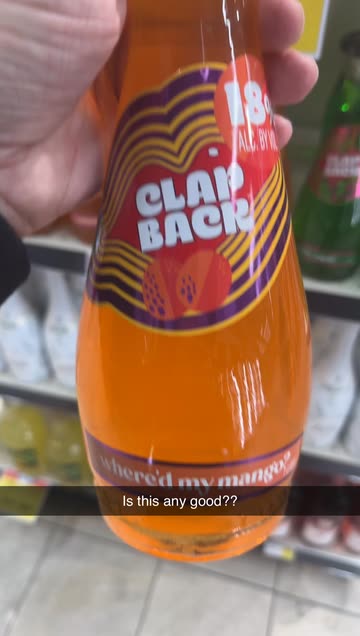 18%
ALC. BY VOL
CLAP
BACK
where'd my mango?
Is this any good??